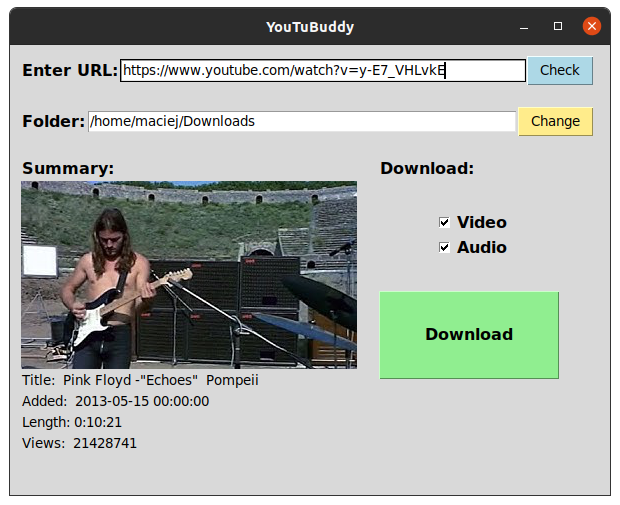 YouTuBuddy
Enter URL: https://www.youtube.com/watch?v=y-E7_VHLvkE Check
Folder: /home/maciej/Downloads Change
Summary: Download:
Video
Audio
Download
Title: Pink Floyd -"Echoes" Pompeii
Added: 2013-05-15 00:00:00
Length: 0:10:21
Views: 21428741